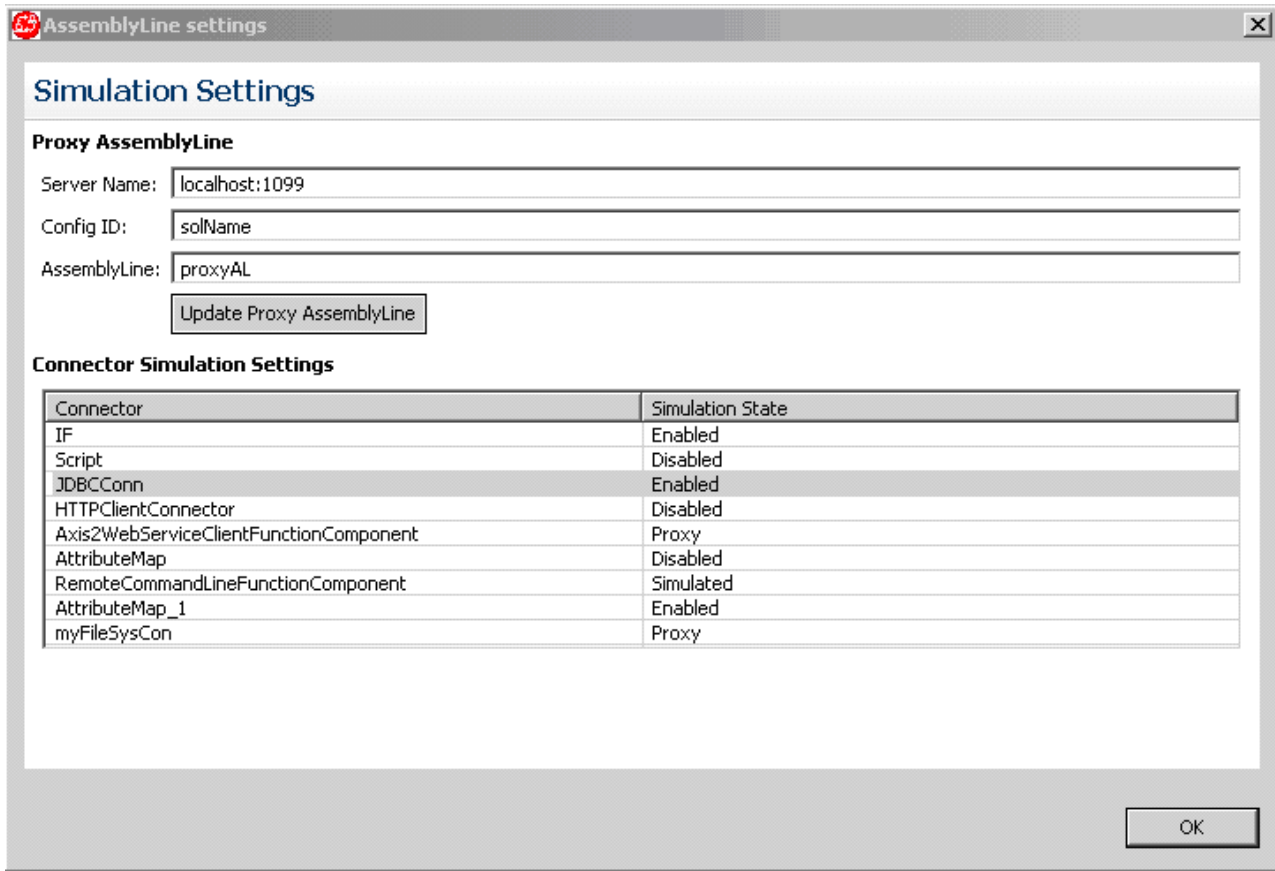 AssemblyLine settings
Simulation Settings
Proxy AssemblyLine
Server Name: localhost:1099
Config ID: solName
AssemblyLine: proxyAL
Update Proxy AssemblyLine
Connector Simulation Settings
Connector Simulation State
IF Enabled
Script Disabled
JDBCConn Enabled
HTTPClientConnector Disabled
Axis2WebServiceClientFunctionComponent Proxy
AttributeMap Disabled
RemoteCommandLineFunctionComponent Simulated
AttributeMap_1 Enabled
myFileSysCon Proxy
OK